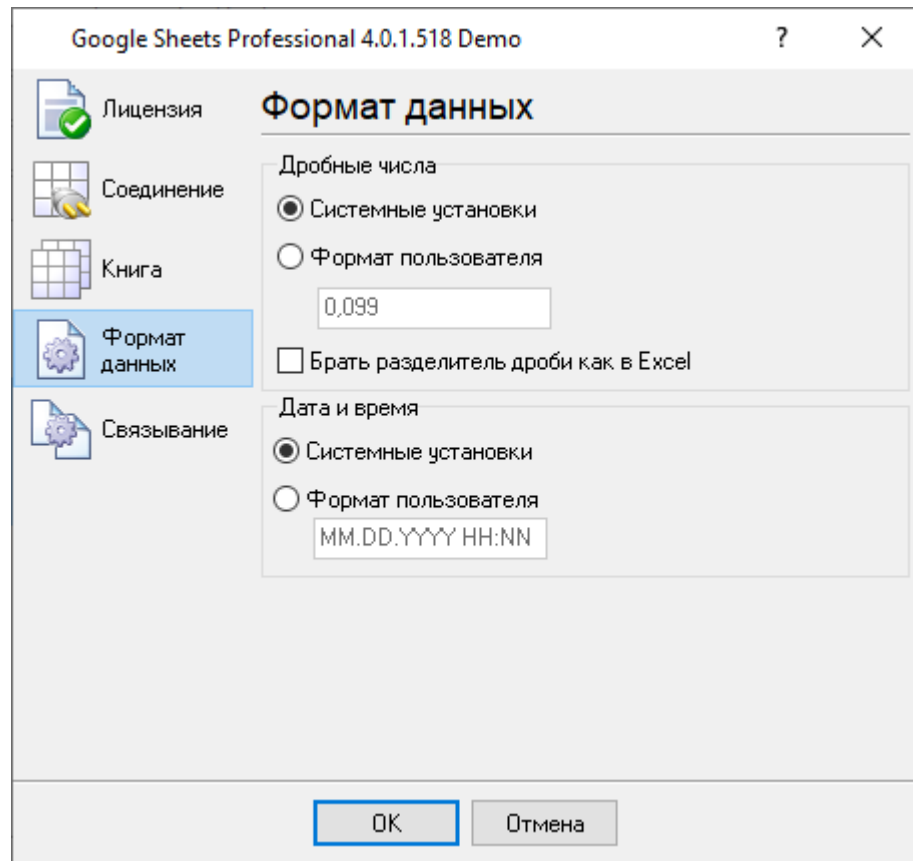 Google Sheets Professional 4.0.1.518 Demo
?
Лицензия
Соединение
Книга
Формат
данных
Связывание
Формат данных
Дробные числа
Системные установки
Формат пользователя
0,099
Брать разделитель дроби как в Excel
Дата и время
Системные установки
Формат пользователя
MM.DD.YYYY HH:NN
OK
Отмена